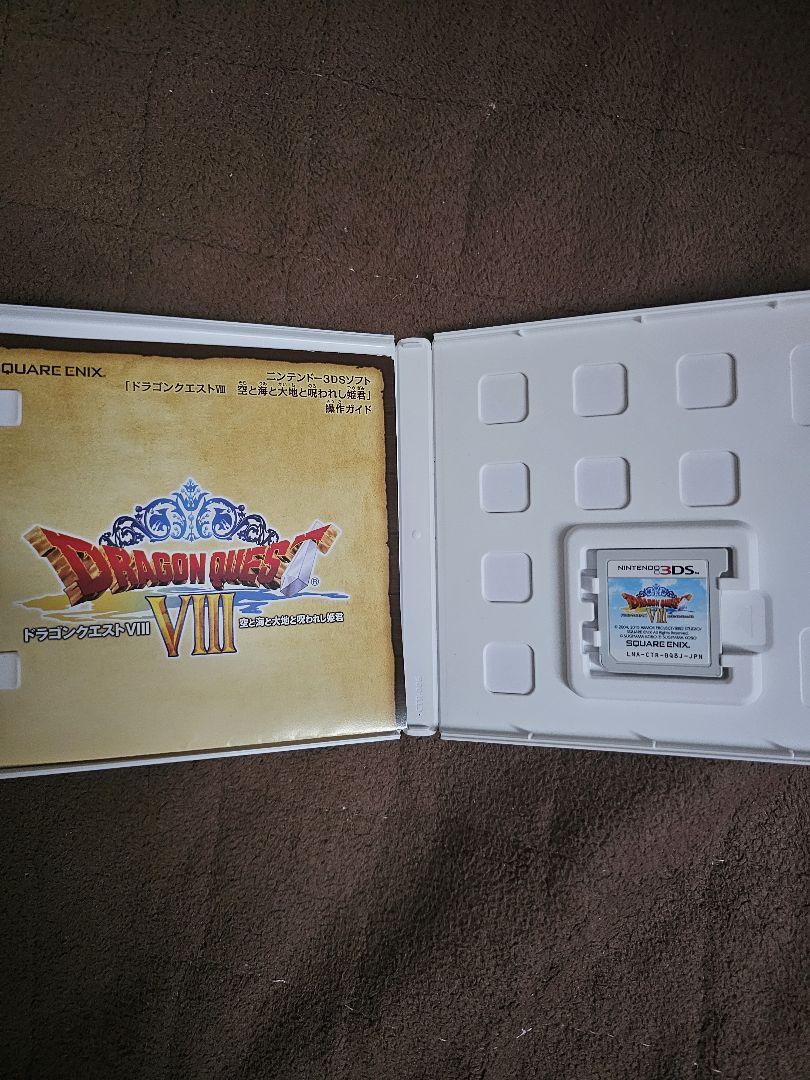 SQUARE ENIX.
ニンテンドー3DSソフト
「ドラゴンクエストVIII 空と海と大地と呪われし姫君」
操作ガイド
DRAGON QUEST
VIII
ドラゴンクエストVIII
空と海と大地と呪われし姫君
NINTENDO 3DS
DRAGON QUEST
VIII
SQUARE ENIX.
LNA-CTR-BQ8J-JPN